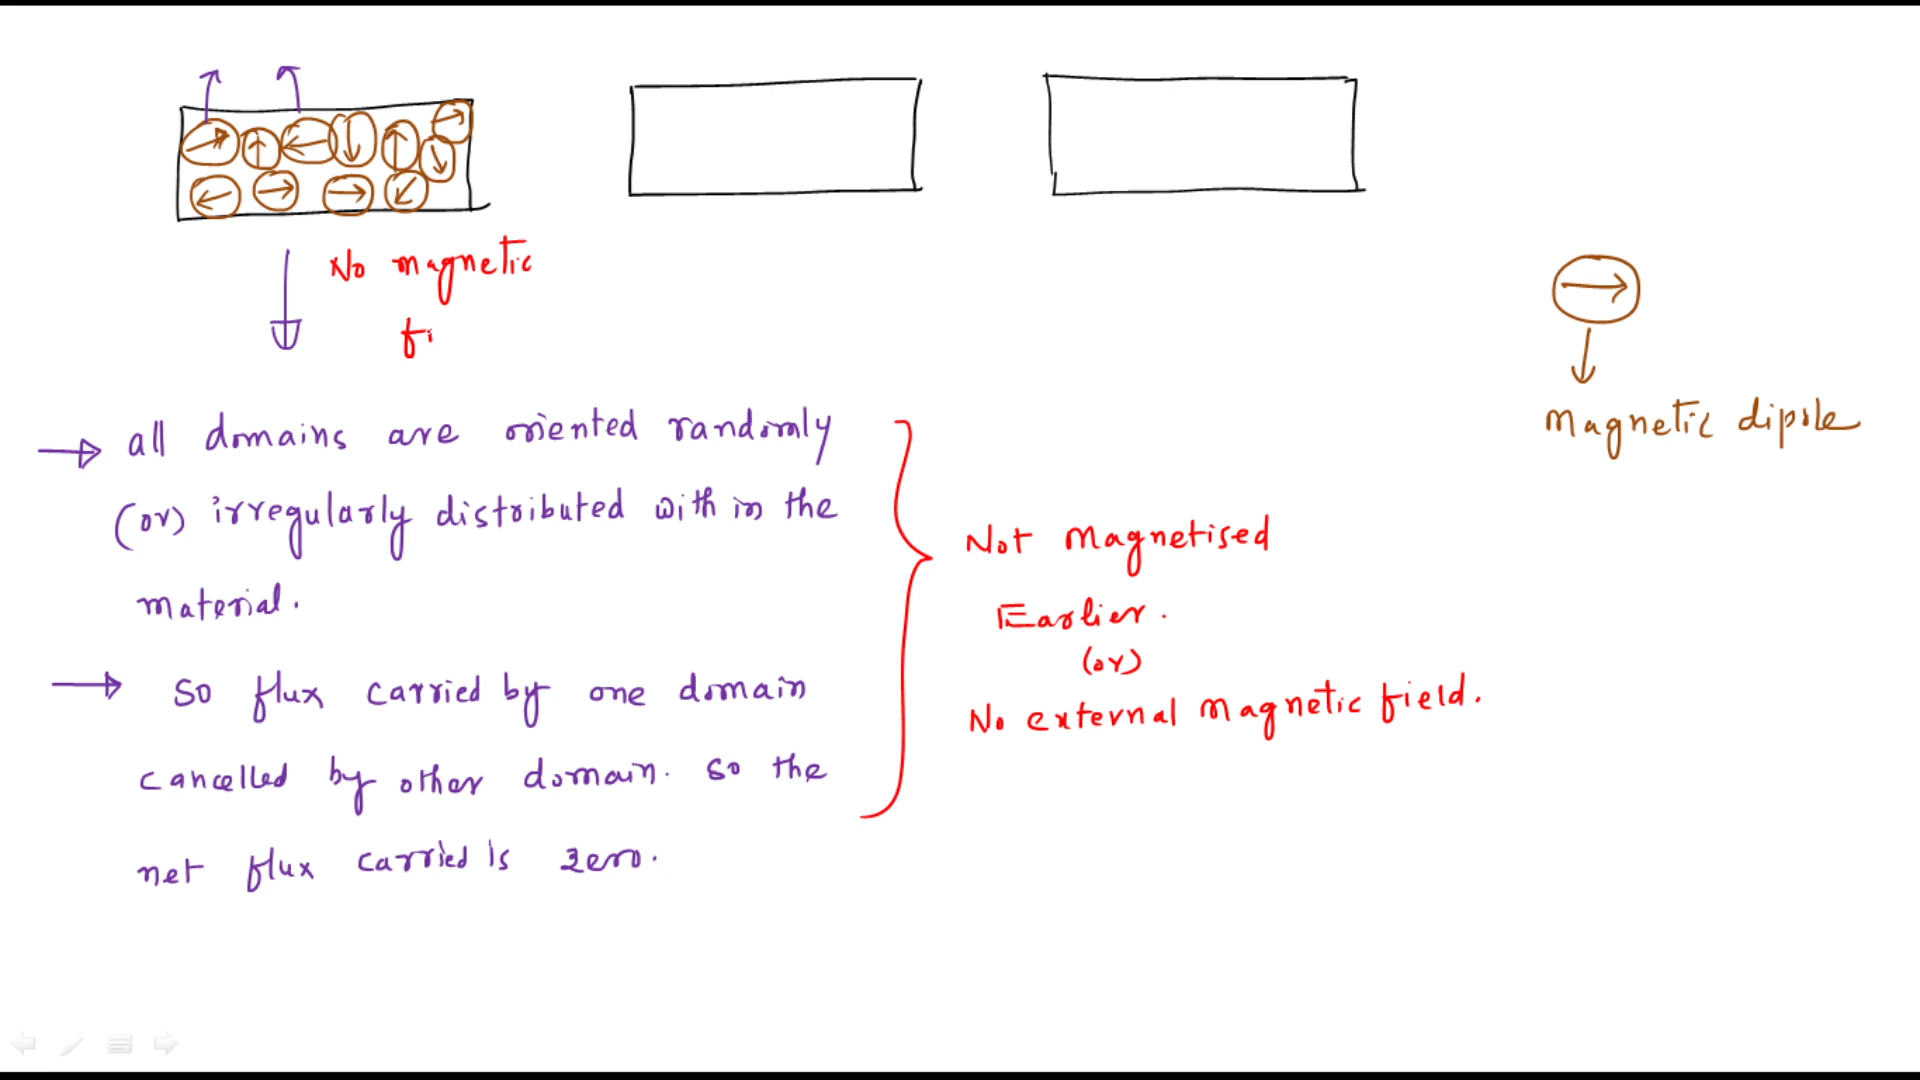 No magnetic
fi
magnetic dipole
all domains are oriented randomly
(or) irregularly distributed with in the
material.
So flux carried by one domain
cancelled by other domain. So the
net flux carried is zero.
Not Magnetised
Earlier.
(or)
No external magnetic field.